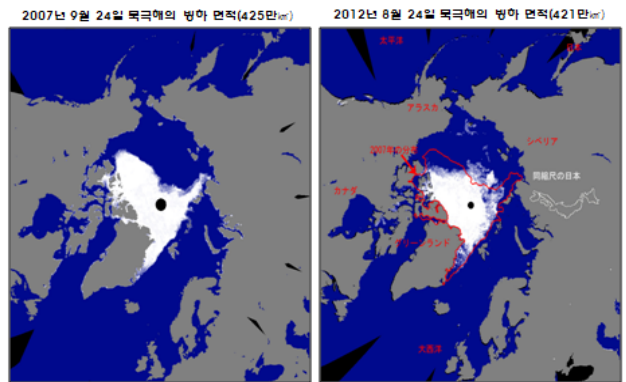 2007년 9월 24일 북극해의 빙하 면적(425만㎢)
2012년 8월 24일 북극해의 빙하 면적(421만㎢)
太平洋
日本
アラスカ
シベリア
2007年の分布
同縮尺の日本
カナダ
グリーンランド
大西洋